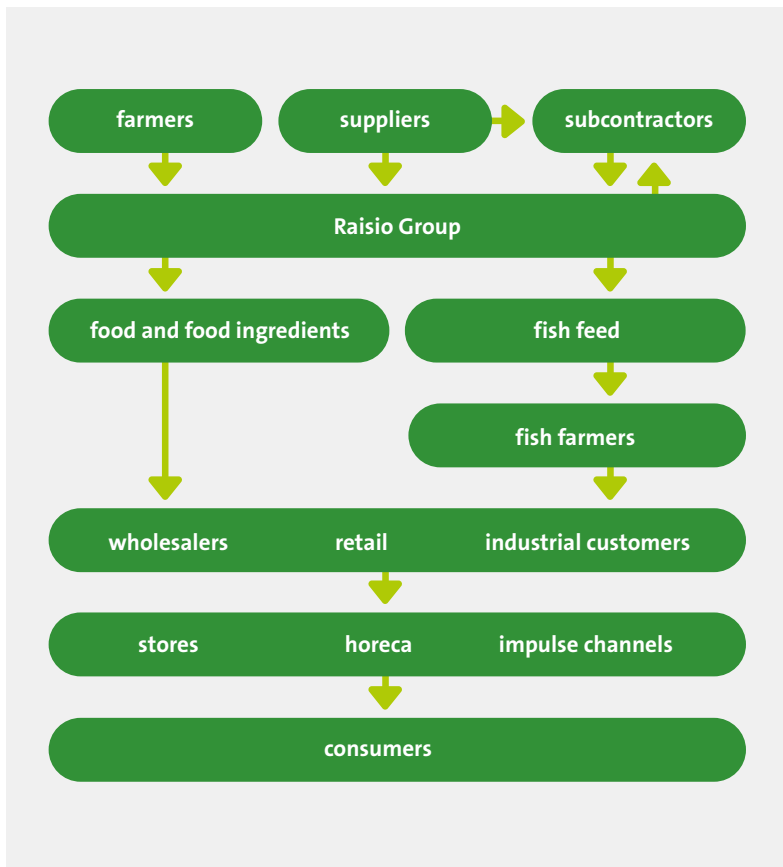 farmers suppliers subcontractors
Raisio Group
food and food ingredients fish feed
fish farmers
wholesalers retail industrial customers
stores horeca impulse channels
consumers